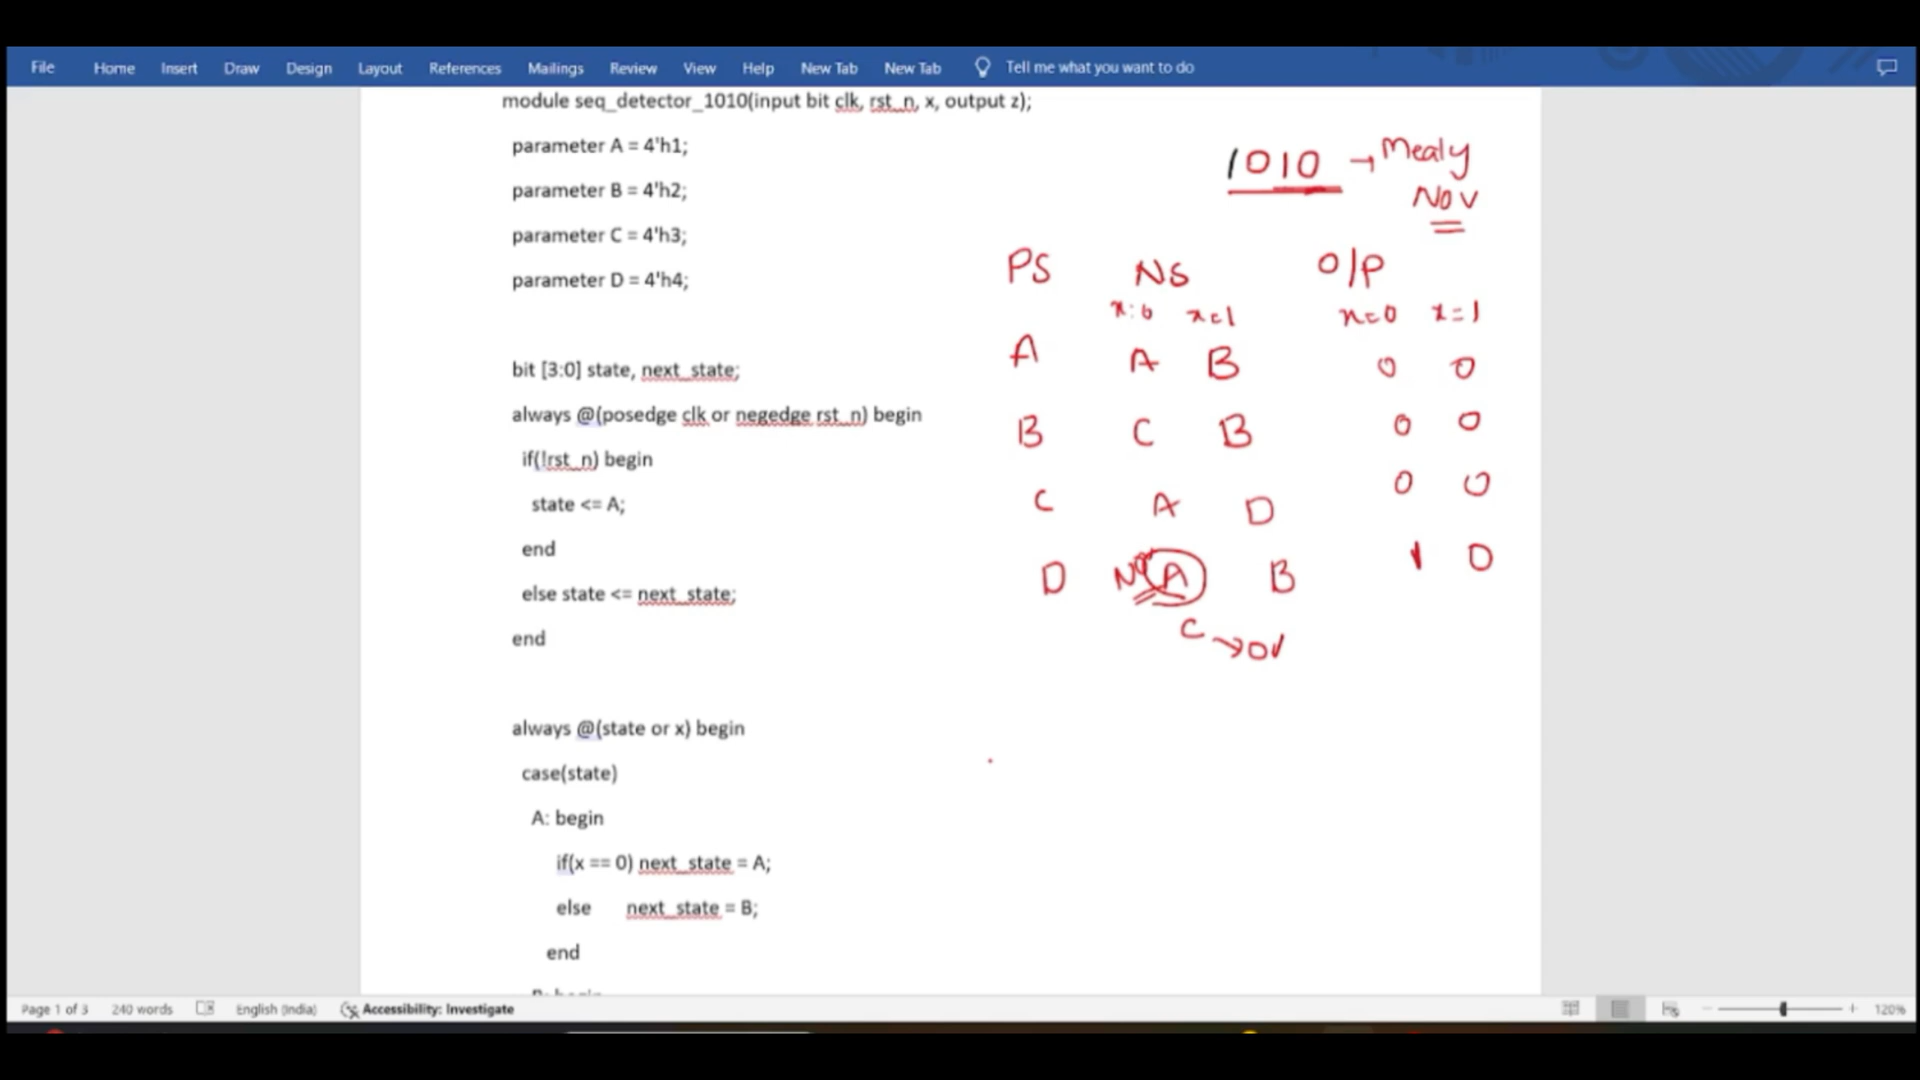 File Home Insert Draw Design Layout References Mailings Review View Help New Tab New Tab Tell me what you want to do
module seq_detector_1010(input bit clk, rst_n, x, output z);
parameter A = 4'h1;
parameter B = 4'h2;
parameter C = 4'h3;
parameter D = 4'h4;
bit [3:0] state, next_state;
always @(posedge clk or negedge rst_n) begin
if(!rst_n) begin
state <= A;
end
else state <= next_state;
end
always @(state or x) begin
case(state)
A: begin
if(x == 0) next_state = A;
else next_state = B;
end
B: begin
1010 → Mealy
NOV
PS NS O/P
x=0 x=1 x=0 x=1
A A B 0 0
B C B 0 0
C A D 0 0
D NOV A B 1 0
C → OV
Page 1 of 3 240 words English (India) Accessibility: Investigate 120%